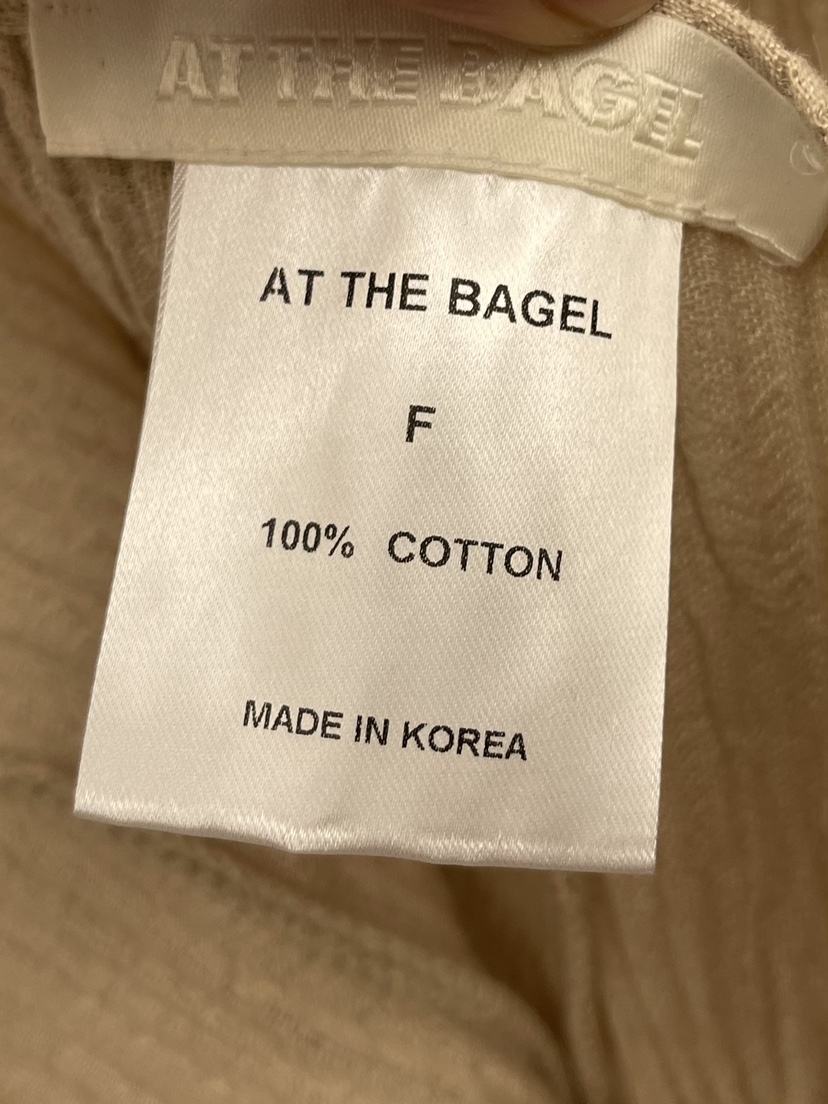 AT THE BAGEL
AT THE BAGEL
F
100% COTTON
MADE IN KOREA